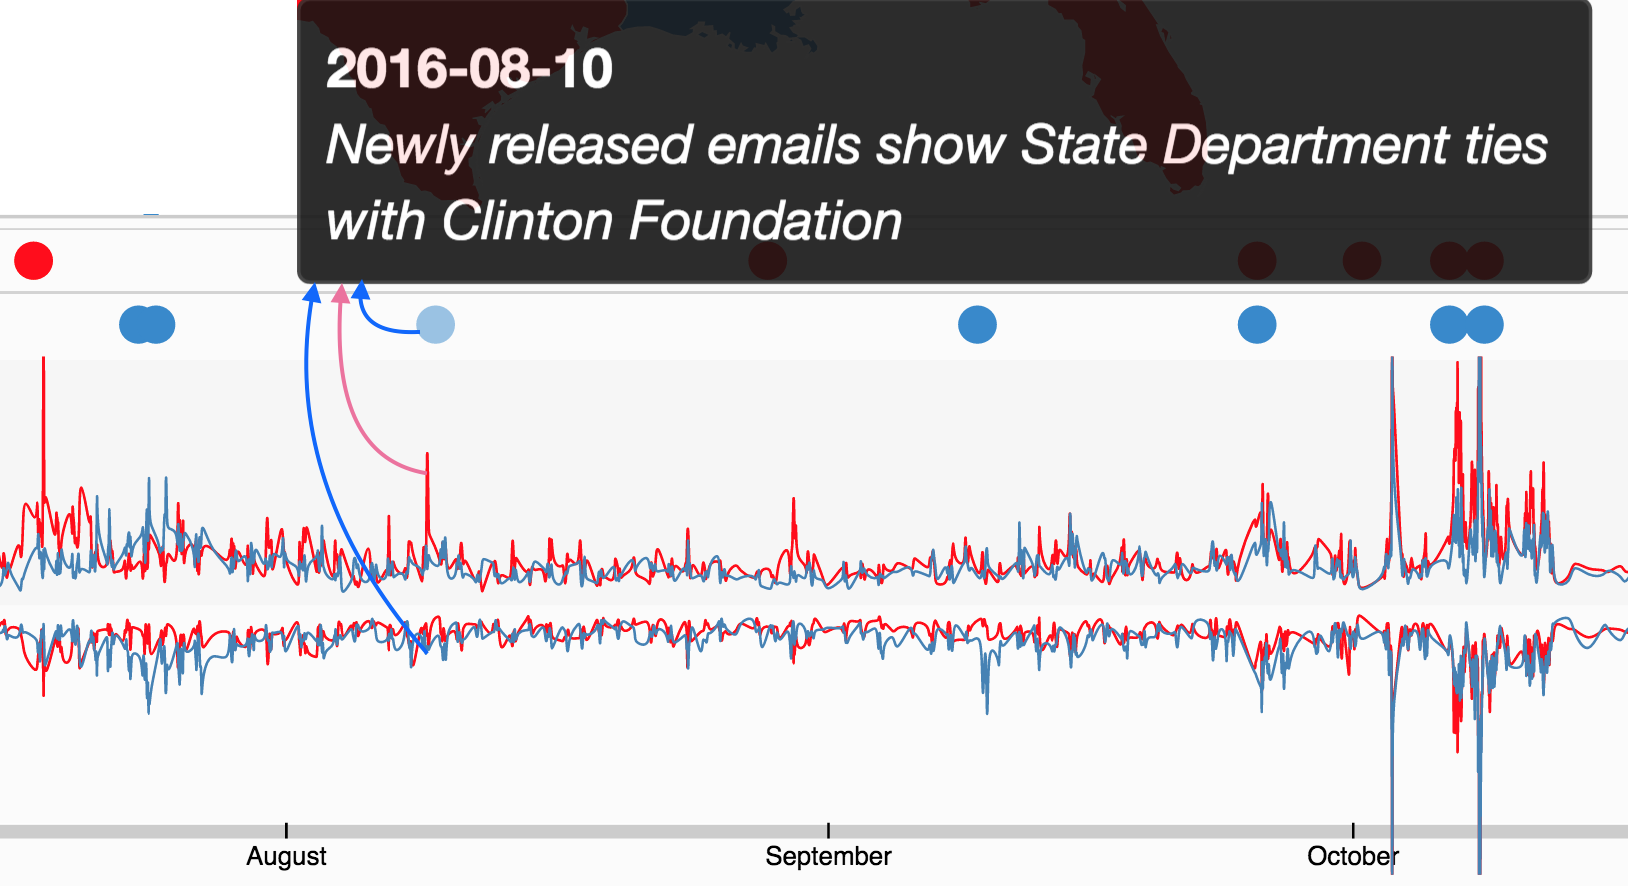 2016-08-10
Newly released emails show State Department ties
with Clinton Foundation
August September October